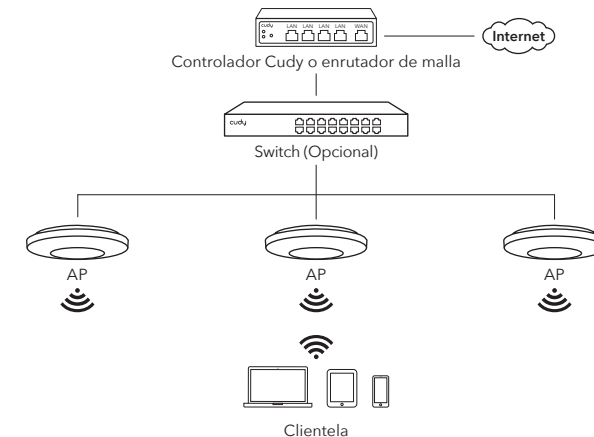 cudy LAN LAN LAN LAN WAN
Internet
Controlador Cudy o enrutador de malla
cudy
Switch (Opcional)
AP AP AP
Clientela